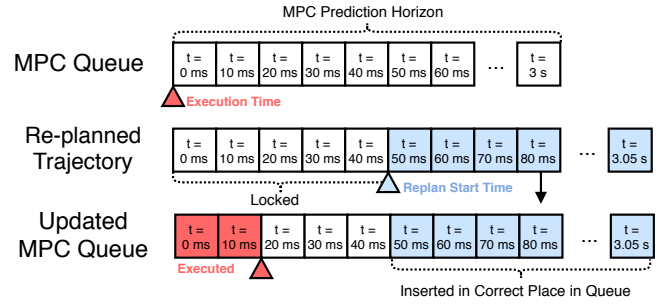 MPC Prediction Horizon
MPC Queue
t = 0 ms t = 10 ms t = 20 ms t = 30 ms t = 40 ms t = 50 ms t = 60 ms ... t = 3 s
Execution Time
Re-planned Trajectory
t = 0 ms t = 10 ms t = 20 ms t = 30 ms t = 40 ms t = 50 ms t = 60 ms t = 70 ms t = 80 ms ... t = 3.05 s
Locked
Replan Start Time
Updated MPC Queue
t = 0 ms t = 10 ms t = 20 ms t = 30 ms t = 40 ms t = 50 ms t = 60 ms t = 70 ms t = 80 ms ... t = 3.05 s
Executed
Inserted in Correct Place in Queue